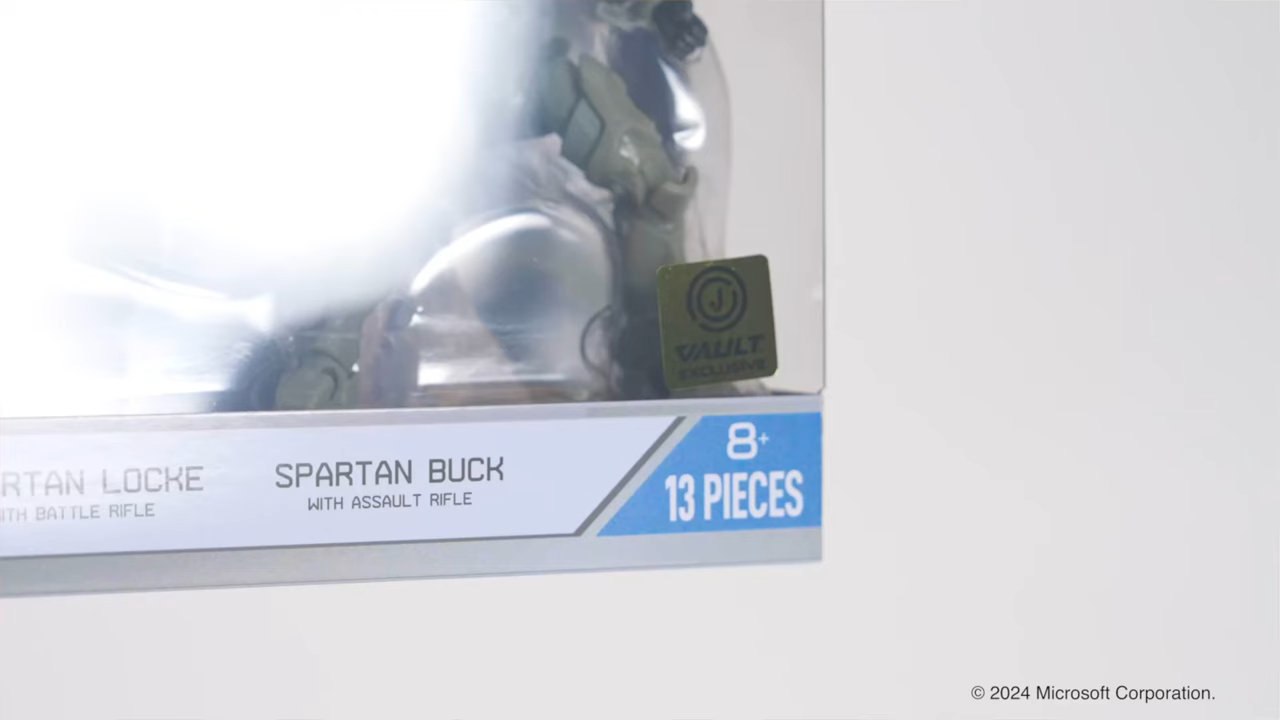 J
VAULT
EXCLUSIVE
RTAN LOCKE
ITH BATTLE RIFLE
SPARTAN BUCK
WITH ASSAULT RIFLE
8+
13 PIECES
© 2024 Microsoft Corporation.